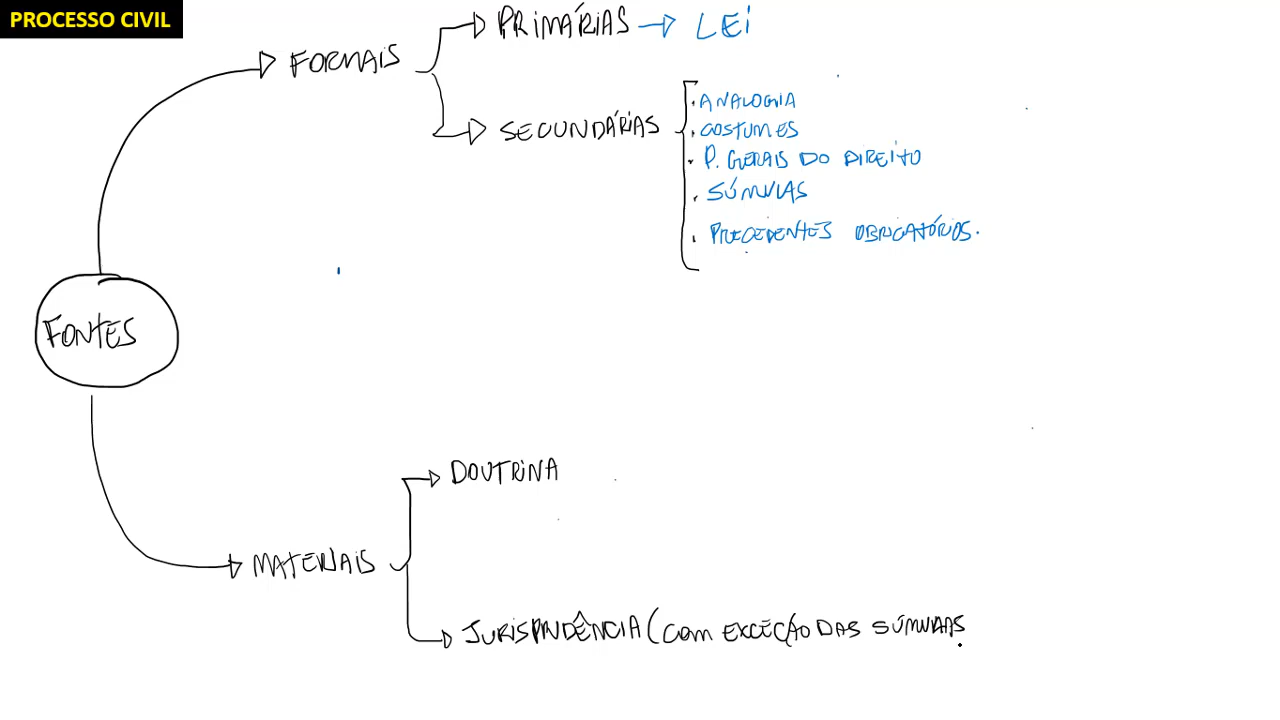 PROCESSO CIVIL
PRIMÁRIAS → LEI
FORMAIS
SECUNDÁRIAS
· ANALOGIA
· COSTUMES
· P. GERAIS DO DIREITO
· SÚMULAS
· PRECEDENTES OBRIGATÓRIOS.
FONTES
DOUTRINA
MATERIAIS
JURISPRUDÊNCIA (COM EXCEÇÃO DAS SÚMULAS